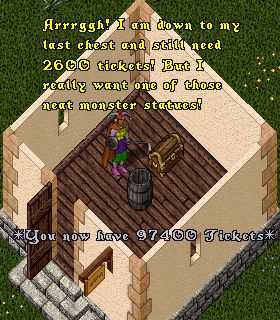 Arrrggh! I am down to my
last chest and still need
2600 tickets! But I
really want one of those
neat monster statues!
*You now have 97400 Tickets*